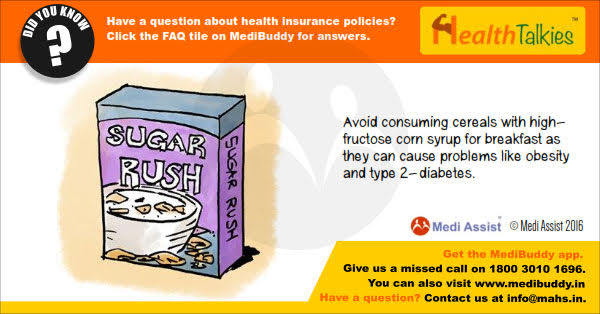 DID YOU KNOW
?
Have a question about health insurance policies?
Click the FAQ tile on MediBuddy for answers.
HealthTalkies™
SUGAR
RUSH
SUGAR RUSH
Avoid consuming cereals with high-
fructose corn syrup for breakfast as
they can cause problems like obesity
and type 2-diabetes.
Medi Assist® © Medi Assist 2016
Get the MediBuddy app.
Give us a missed call on 1800 3010 1696.
You can also visit www.medibuddy.in
Have a question? Contact us at info@mahs.in.